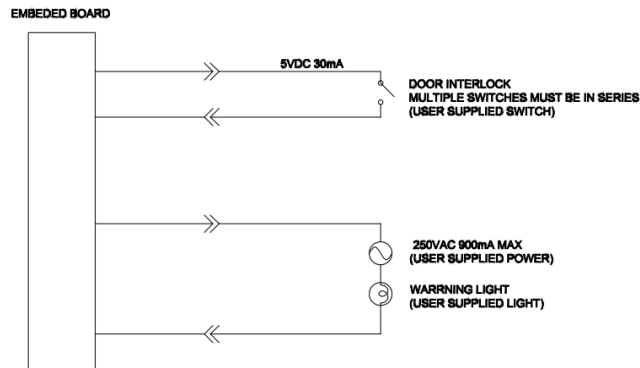 EMBEDED BOARD
5VDC 30mA
DOOR INTERLOCK
MULTIPLE SWITCHES MUST BE IN SERIES
(USER SUPPLIED SWITCH)
250VAC 900mA MAX
(USER SUPPLIED POWER)
WARRNING LIGHT
(USER SUPPLIED LIGHT)